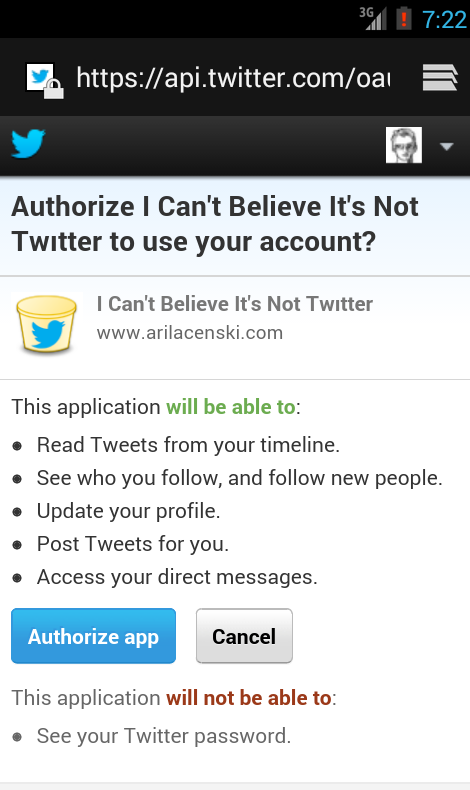 3G 7:22
https://api.twitter.com/oau
Authorize I Can't Believe It's Not
Twıtter to use your account?
I Can't Believe It's Not Twıtter
www.arilacenski.com
This application will be able to:
Read Tweets from your timeline.
See who you follow, and follow new people.
Update your profile.
Post Tweets for you.
Access your direct messages.
Authorize app Cancel
This application will not be able to:
See your Twitter password.